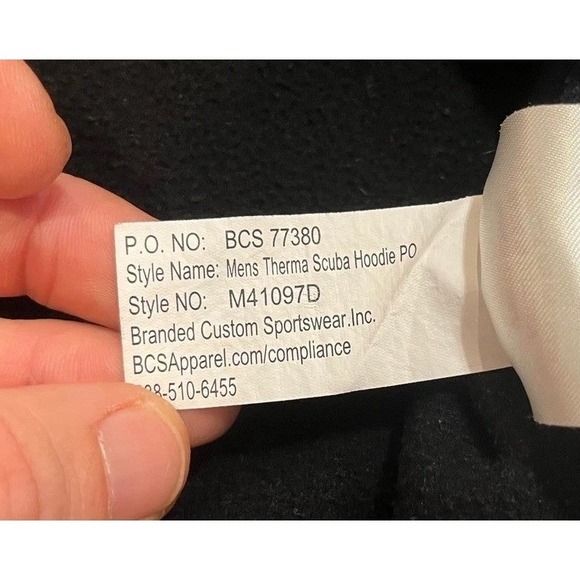 P.O. NO: BCS 77380
Style Name: Mens Therma Scuba Hoodie PO
Style NO: M41097D
Branded Custom Sportswear.Inc.
BCSApparel.com/compliance
88-510-6455